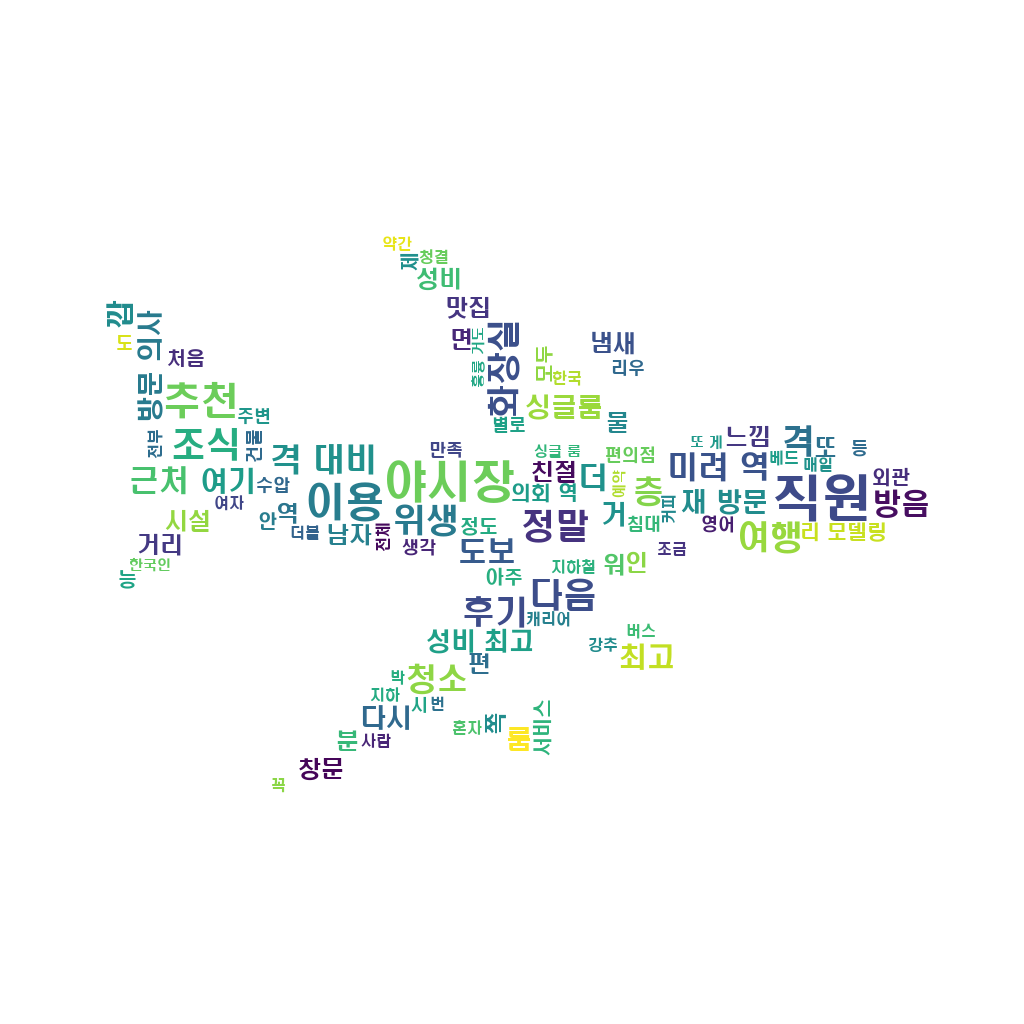 약간
청결
제
성비
맛집
면
화장실
훌륭 거도
냄새
리우
모두
한국
싱글룸
별로
물
깝
도
방문 의사
처음
추천
주변
조식
전부
건물
격 대비
만족
싱글 룸
편의점
또 게
느낌
격
또
등
근처 여기
수압
야시장
친절
더
예약
층
미려 역
베드
매일
외관
여자
이용
의회 역
커피
재 방문
직원
방음
시설
안
역
더블
남자
전체
위생
정도
정말
거
침대
영어
여행
리 모델링
거리
생각
도보
조금
한국인
능
아주
지하철
워인
후기
다음
캐리어
성비 최고
강추
버스
최고
편
청소
박
지하
시
번
다시
혼자
쪽
룸
서비스
분
사람
창문
꼭